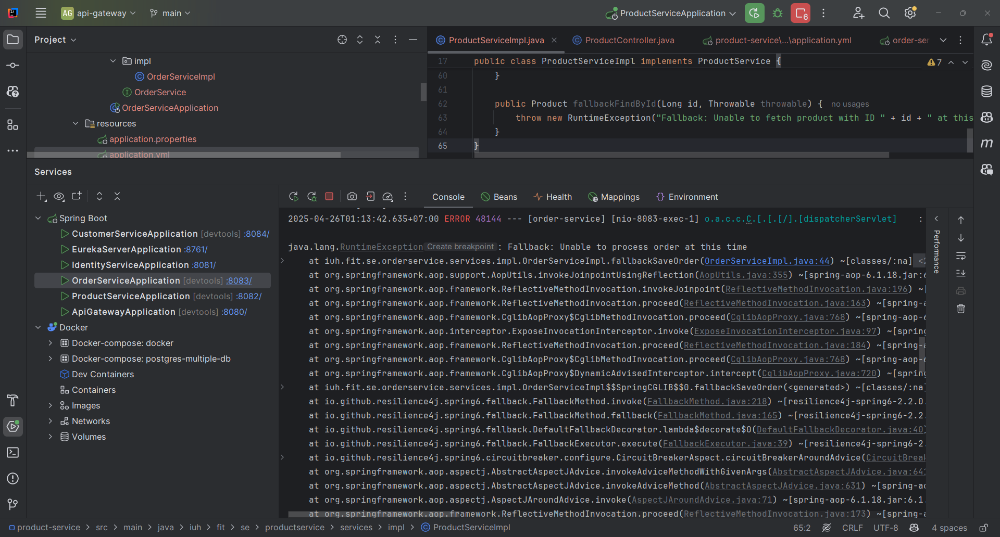 AG api-gateway main ProductServiceApplication 6
Project
impl
OrderServiceImpl
OrderService
OrderServiceApplication
resources
application.properties
application.yml
ProductServiceImpl.java ProductController.java product-service\...\application.yml order-ser
17 public class ProductServiceImpl implements ProductService { 7
60 }
61
62 public Product fallbackFindById(Long id, Throwable throwable) { no usages
63 throw new RuntimeException("Fallback: Unable to fetch product with ID " + id + " at this
64 }
65 }
Services
Spring Boot
CustomerServiceApplication [devtools] :8084/
EurekaServerApplication :8761/
IdentityServiceApplication :8081/
OrderServiceApplication [devtools] :8083/
ProductServiceApplication [devtools] :8082/
ApiGatewayApplication [devtools] :8080/
Docker
Docker-compose: docker
Docker-compose: postgres-multiple-db
Dev Containers
Containers
Images
Networks
Volumes
Console Beans Health Mappings Environment
2025-04-26T01:13:42.635+07:00 ERROR 48144 --- [order-service] [nio-8083-exec-1] o.a.c.c.C.[.[.[/].[dispatcherServlet] :
java.lang.RuntimeException Create breakpoint : Fallback: Unable to process order at this time
at iuh.fit.se.orderservice.services.impl.OrderServiceImpl.fallbackSaveOrder(OrderServiceImpl.java:44) ~[classes/:na] <2
at org.springframework.aop.support.AopUtils.invokeJoinpointUsingReflection(AopUtils.java:355) ~[spring-aop-6.1.18.jar:6
at org.springframework.aop.framework.ReflectiveMethodInvocation.invokeJoinpoint(ReflectiveMethodInvocation.java:196) ~[
at org.springframework.aop.framework.ReflectiveMethodInvocation.proceed(ReflectiveMethodInvocation.java:163) ~[spring-a
at org.springframework.aop.framework.CglibAopProxy$CglibMethodInvocation.proceed(CglibAopProxy.java:768) ~[spring-aop-6
at org.springframework.aop.interceptor.ExposeInvocationInterceptor.invoke(ExposeInvocationInterceptor.java:97) ~[spring
at org.springframework.aop.framework.ReflectiveMethodInvocation.proceed(ReflectiveMethodInvocation.java:184) ~[spring-a
at org.springframework.aop.framework.CglibAopProxy$CglibMethodInvocation.proceed(CglibAopProxy.java:768) ~[spring-aop-6
at org.springframework.aop.framework.CglibAopProxy$DynamicAdvisedInterceptor.intercept(CglibAopProxy.java:720) ~[spring
at iuh.fit.se.orderservice.services.impl.OrderServiceImpl$$SpringCGLIB$$0.fallbackSaveOrder(<generated>) ~[classes/:na]
at io.github.resilience4j.spring6.fallback.FallbackMethod.invoke(FallbackMethod.java:218) ~[resilience4j-spring6-2.2.0.
at io.github.resilience4j.spring6.fallback.FallbackMethod.fallback(FallbackMethod.java:165) ~[resilience4j-spring6-2.2.
at io.github.resilience4j.spring6.fallback.DefaultFallbackDecorator.lambda$decorate$0(DefaultFallbackDecorator.java:40)
at io.github.resilience4j.spring6.fallback.FallbackExecutor.execute(FallbackExecutor.java:39) ~[resilience4j-spring6-2.
at io.github.resilience4j.spring6.circuitbreaker.configure.CircuitBreakerAspect.circuitBreakerAroundAdvice(CircuitBreak
at org.springframework.aop.aspectj.AbstractAspectJAdvice.invokeAdviceMethodWithGivenArgs(AbstractAspectJAdvice.java:641
at org.springframework.aop.aspectj.AbstractAspectJAdvice.invokeAdviceMethod(AbstractAspectJAdvice.java:631) ~[spring-ao
at org.springframework.aop.aspectj.AspectJAroundAdvice.invoke(AspectJAroundAdvice.java:71) ~[spring-aop-6.1.18.jar:6.1.
at org.springframework.aop.framework.ReflectiveMethodInvocation.proceed(ReflectiveMethodInvocation.java:173) ~[spring-a
Performance
product-service > src > main > java > iuh > fit > se > productservice > services > impl > ProductServiceImpl
65:2 CRLF UTF-8 4 spaces